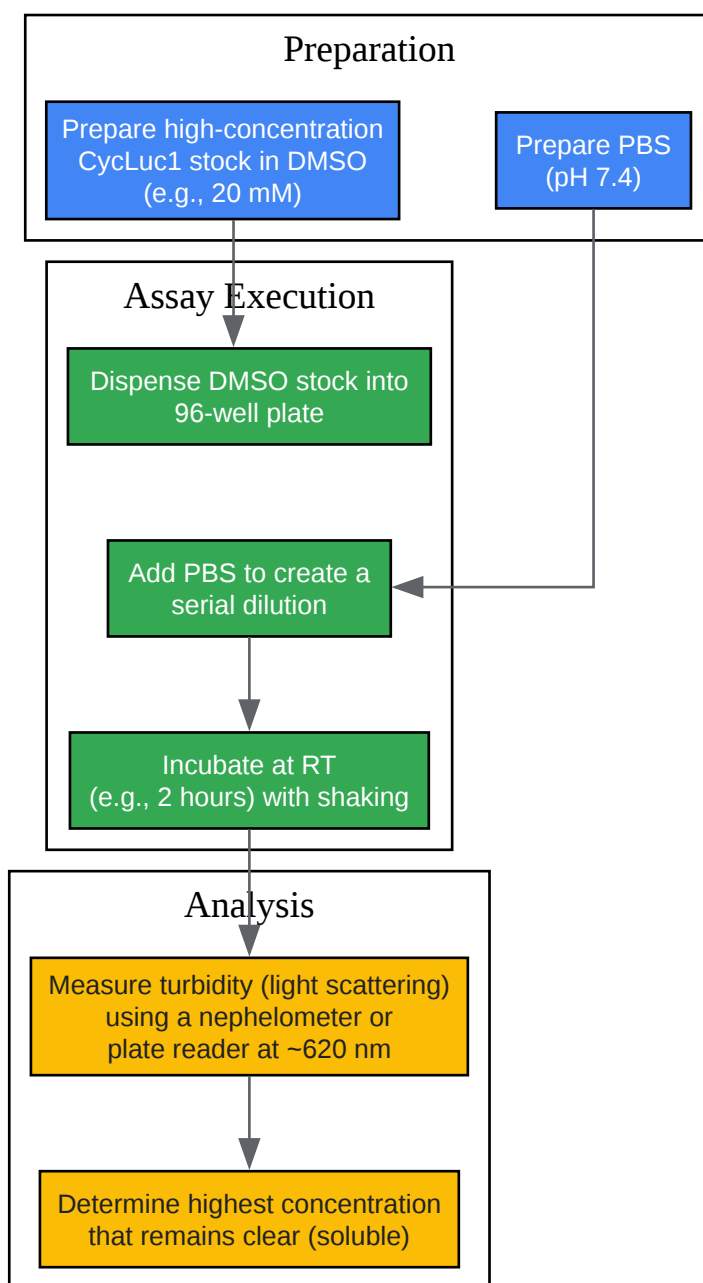 Preparation
Prepare high-concentration
CycLuc1 stock in DMSO
(e.g., 20 mM)
Prepare PBS
(pH 7.4)
Assay Execution
Dispense DMSO stock into
96-well plate
Add PBS to create a
serial dilution
Incubate at RT
(e.g., 2 hours) with shaking
Analysis
Measure turbidity (light scattering)
using a nephelometer or
plate reader at ~620 nm
Determine highest concentration
that remains clear (soluble)